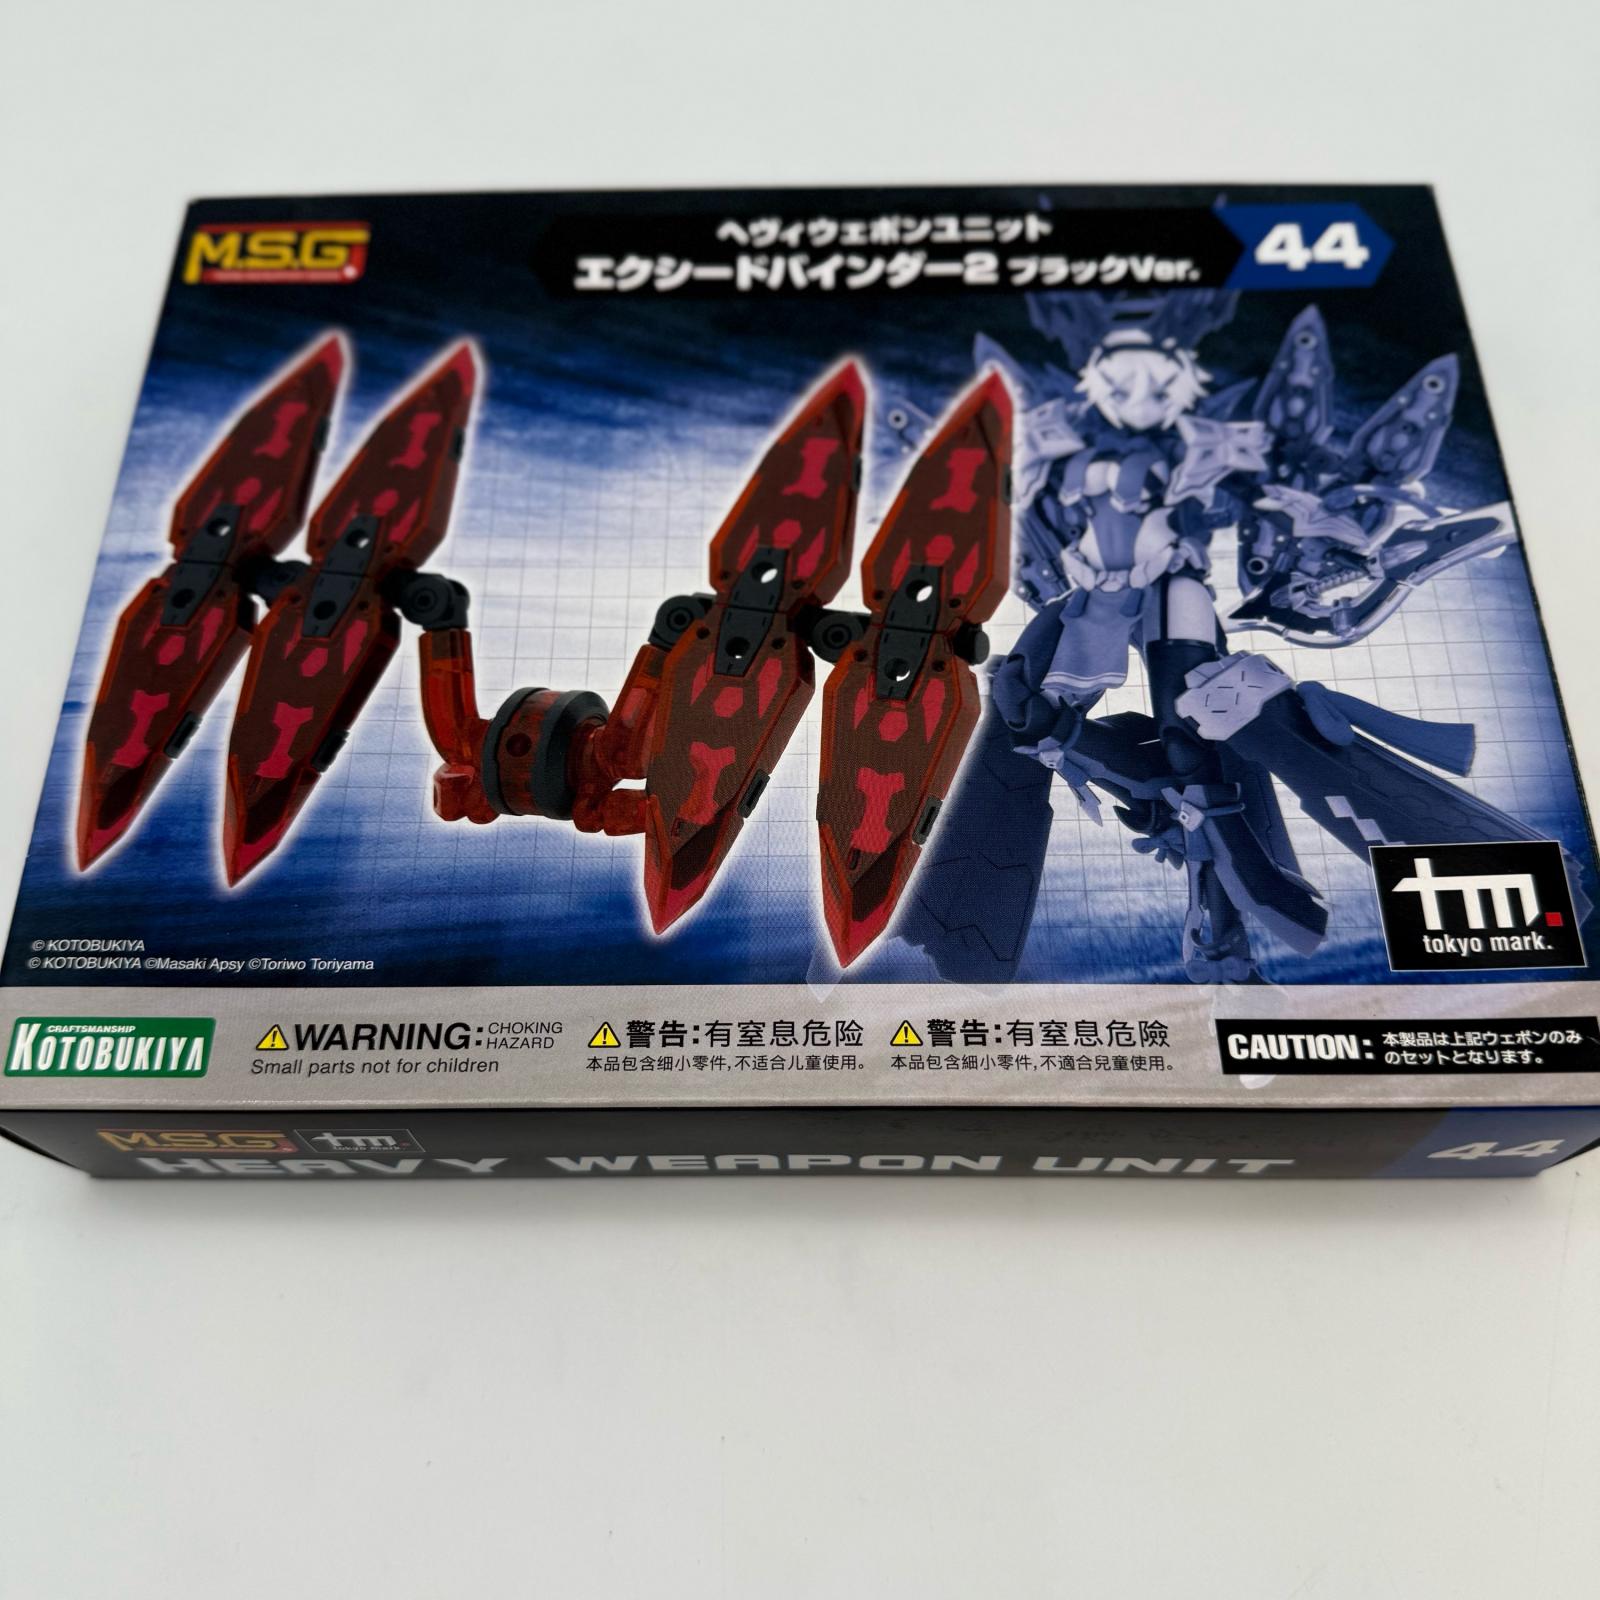 M.S.G
ヘヴィウェポンユニット
エクシードバインダー2 ブラックVer.
44
© KOTOBUKIYA
© KOTOBUKIYA ©Masaki Apsy ©Toriwo Toriyama
tm.
tokyo mark.
CRAFTSMANSHIP
KOTOBUKIYA
WARNING: CHOKING HAZARD
Small parts not for children
警告:有窒息危险
本品包含细小零件,不适合儿童使用。
警告:有窒息危險
本品包含細小零件,不適合兒童使用。
CAUTION: 本製品は上記ウェポンのみ
のセットとなります。
M.S.G
tm.
tokyo mark.
HEAVY WEAPON UNIT
44